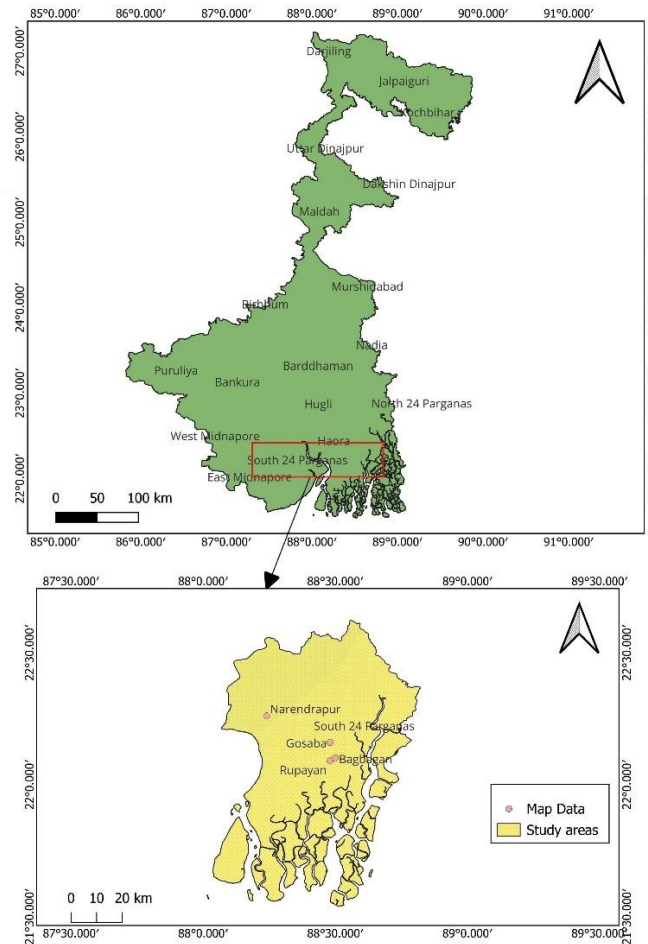 85°0.000′ 86°0.000′ 87°0.000′ 88°0.000′ 89°0.000′ 90°0.000′ 91°0.000′
27°0.000′
26°0.000′
25°0.000′
24°0.000′
23°0.000′
22°0.000′
Darjiling
Jalpaiguri
Kochbihar
Uttar Dinajpur
Dakshin Dinajpur
Maldah
Murshidabad
Birbhum
Nadia
Barddhaman
Puruliya
Bankura
Hugli
North 24 Parganas
West Midnapore
Haora
South 24 Parganas
East Midnapore
0 50 100 km
85°0.000′ 86°0.000′ 87°0.000′ 88°0.000′ 89°0.000′ 90°0.000′ 91°0.000′
87°30.000′ 88°0.000′ 88°30.000′ 89°0.000′ 89°30.000′
22°30.000′
22°0.000′
21°30.000′
22°30.000′
22°0.000′
21°30.000′
Narendrapur
South 24 Parganas
Gosaba
Bagbagan
Rupayan
Map Data
Study areas
0 10 20 km
87°30.000′ 88°0.000′ 88°30.000′ 89°0.000′ 89°30.000′